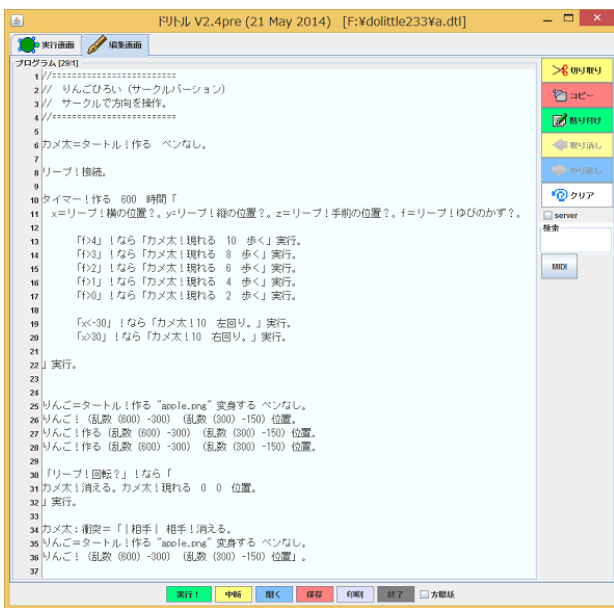 ドリトル V2.4pre (21 May 2014)   [F:¥dolittle233¥a.dtl]
実行画面 編集画面
プログラム [29/1]
1 //=========================
2 //  りんごひろい（サークルバージョン）
3 //  サークルで方向を操作。
4 //=========================
5
6 カメ太=タートル！作る　ペンなし。
7
8 リープ！接続。
9
10 タイマー！作る　600　時間「
11 x＝リープ！横の位置？。y=リープ！縦の位置？。z＝リープ！手前の位置？。f＝リープ！ゆびのかず？。
12
13 「f>4」！なら「カメ太！現れる　10　歩く」実行。
14 「f>3」！なら「カメ太！現れる　8　歩く」実行。
15 「f>2」！なら「カメ太！現れる　6　歩く」実行。
16 「f>1」！なら「カメ太！現れる　4　歩く」実行。
17 「f>0」！なら「カメ太！現れる　2　歩く」実行。
18
19 「x<-30」！なら「カメ太！10　左回り。」実行。
20 「x>30」！なら「カメ太！10　右回り。」実行。
21
22 」実行。
23
24
25 りんご=タートル！作る "apple.png" 変身する ペンなし。
26 りんご！（乱数（600）-300）（乱数（300）-150）位置。
27 りんご！作る（乱数（600）-300）（乱数（300）-150）位置。
28 りんご！作る（乱数（600）-300）（乱数（300）-150）位置。
29
30 「リープ！回転？」！なら「
31 カメ太！消える。カメ太！現れる　0　0　位置。
32 」実行。
33
34 カメ太：衝突＝「｜相手｜ 相手！消える。
35 りんご=タートル！作る "apple.png" 変身する ペンなし。
36 りんご！（乱数（600）-300）（乱数（300）-150）位置」。
37
切り取り
コピー
貼り付け
取り消し
やり直し
クリア
server
検索
MIDI
実行！ 中断 開く 保存 印刷 終了 方眼紙